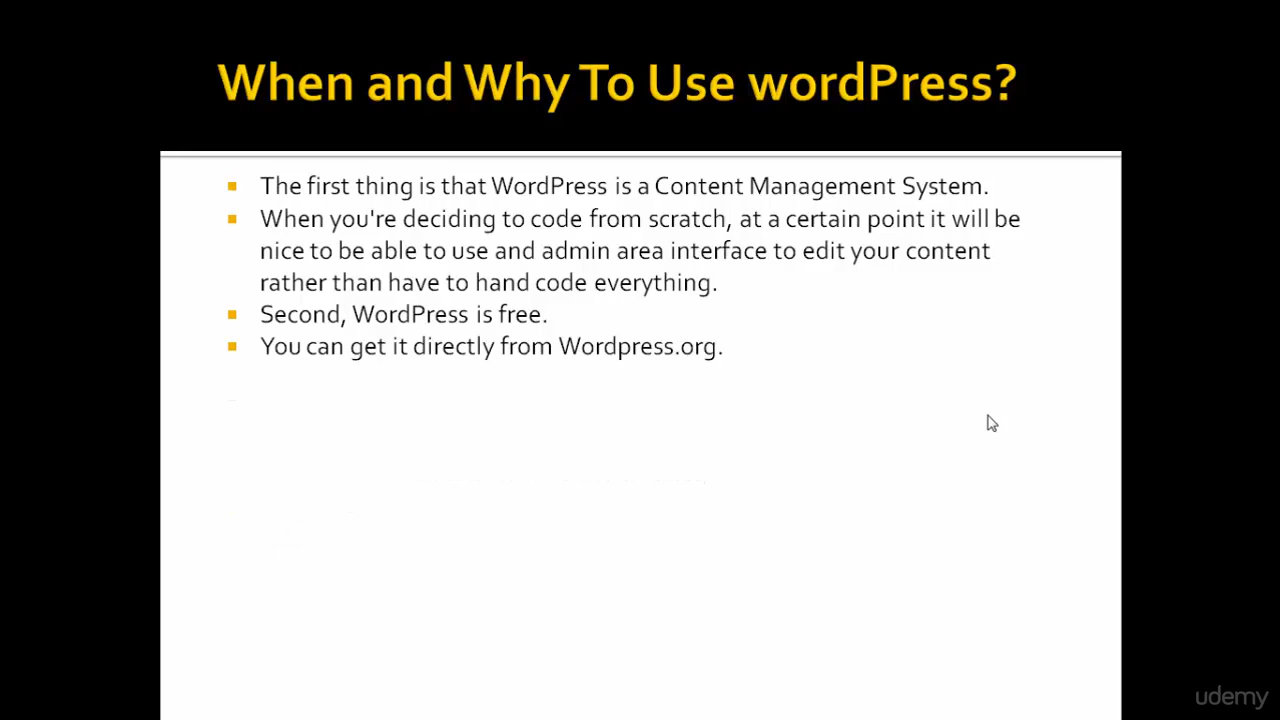 When and Why To Use wordPress?
The first thing is that WordPress is a Content Management System.
When you're deciding to code from scratch, at a certain point it will be
nice to be able to use and admin area interface to edit your content
rather than have to hand code everything.
Second, WordPress is free.
You can get it directly from Wordpress.org.
udemy